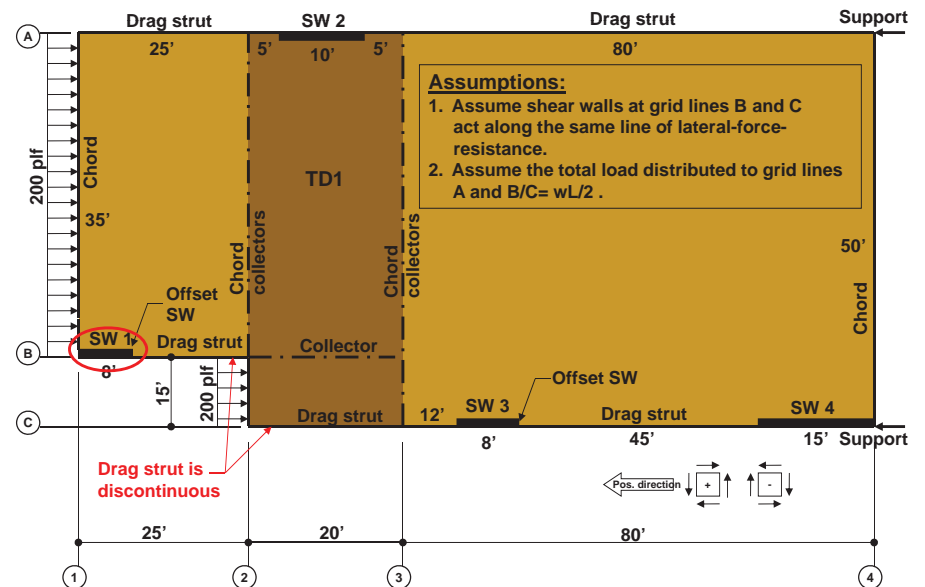 Drag strut
SW 2
Drag strut
Support
A
25’
5’
10’
5’
80’
Assumptions:
1. Assume shear walls at grid lines B and C
act along the same line of lateral-force-
resistance.
2. Assume the total load distributed to grid lines
A and B/C= wL/2 .
200 plf
Chord
35’
TD1
Chord
collectors
Chord
collectors
50’
Chord
Offset
SW
SW 1
Drag strut
Collector
B
8’
15’
200 plf
Offset SW
Drag strut
12’
SW 3
Drag strut
SW 4
C
8’
45’
15’
Support
Drag strut is
discontinuous
Pos. direction
+
-
25’
20’
80’
1
2
3
4